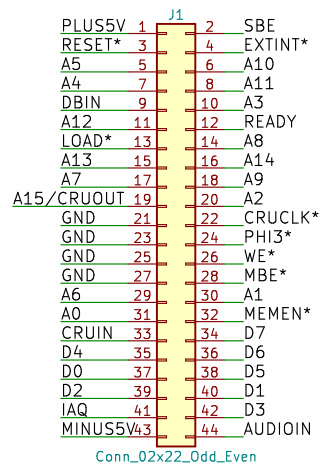 J1
PLUS5V 1 2 SBE
RESET* 3 4 EXTINT*
A5 5 6 A10
A4 7 8 A11
DBIN 9 10 A3
A12 11 12 READY
LOAD* 13 14 A8
A13 15 16 A14
A7 17 18 A9
A15/CRUOUT 19 20 A2
GND 21 22 CRUCLK*
GND 23 24 PHI3*
GND 25 26 WE*
GND 27 28 MBE*
A6 29 30 A1
A0 31 32 MEMEN*
CRUIN 33 34 D7
D4 35 36 D6
D0 37 38 D5
D2 39 40 D1
IAQ 41 42 D3
MINUS5V 43 44 AUDIOIN
Conn_02x22_Odd_Even